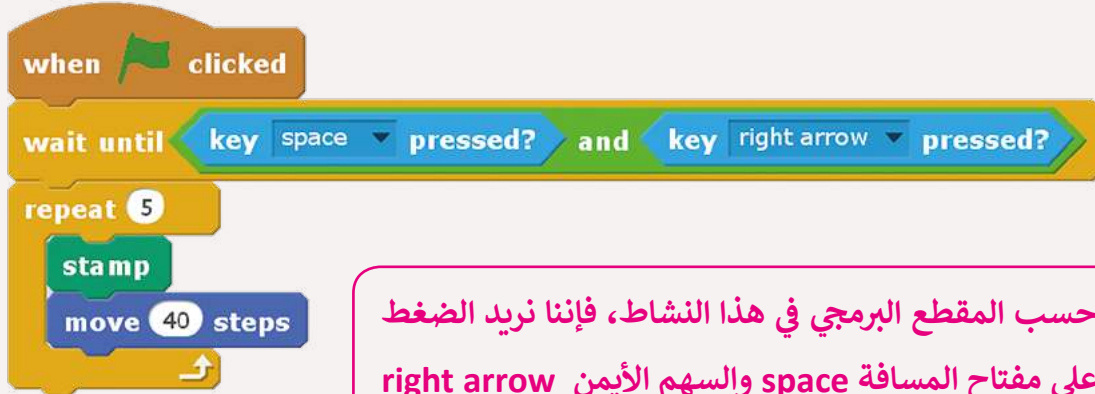 when clicked
wait until key space pressed? and key right arrow pressed?
repeat 5
stamp
move 40 steps
حسب المقطع البرمجي في هذا النشاط، فإننا نريد الضغط
على مفتاح المسافة space والسهم الأيمن right arrow